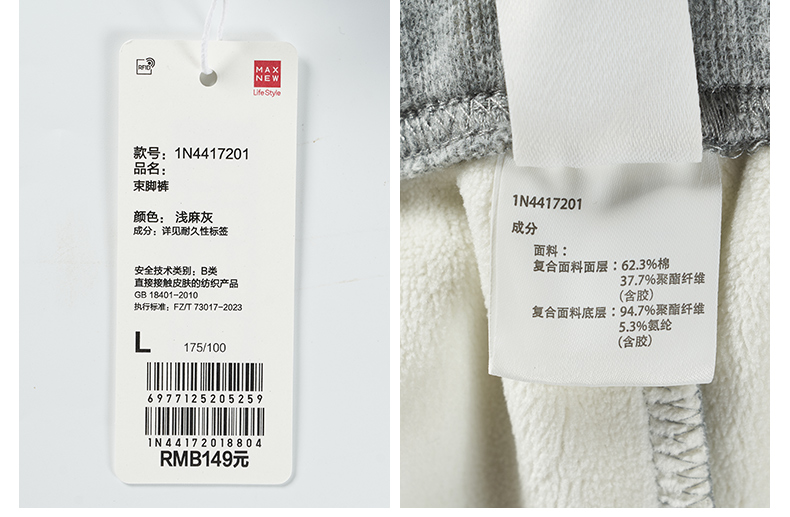 RFID
MAX
NEW
Life Style
款号：1N4417201
品名：
束脚裤
颜色：浅麻灰
成分：详见耐久性标签
安全技术类别：B类
直接接触皮肤的纺织产品
GB 18401-2010
执行标准：FZ/T 73017-2023
L 175/100
6977125205259
1N44172018804
RMB149元
1N4417201
成分
面料：
复合面料面层：62.3%棉
37.7%聚酯纤维
(含胶)
复合面料底层：94.7%聚酯纤维
5.3%氨纶
(含胶)